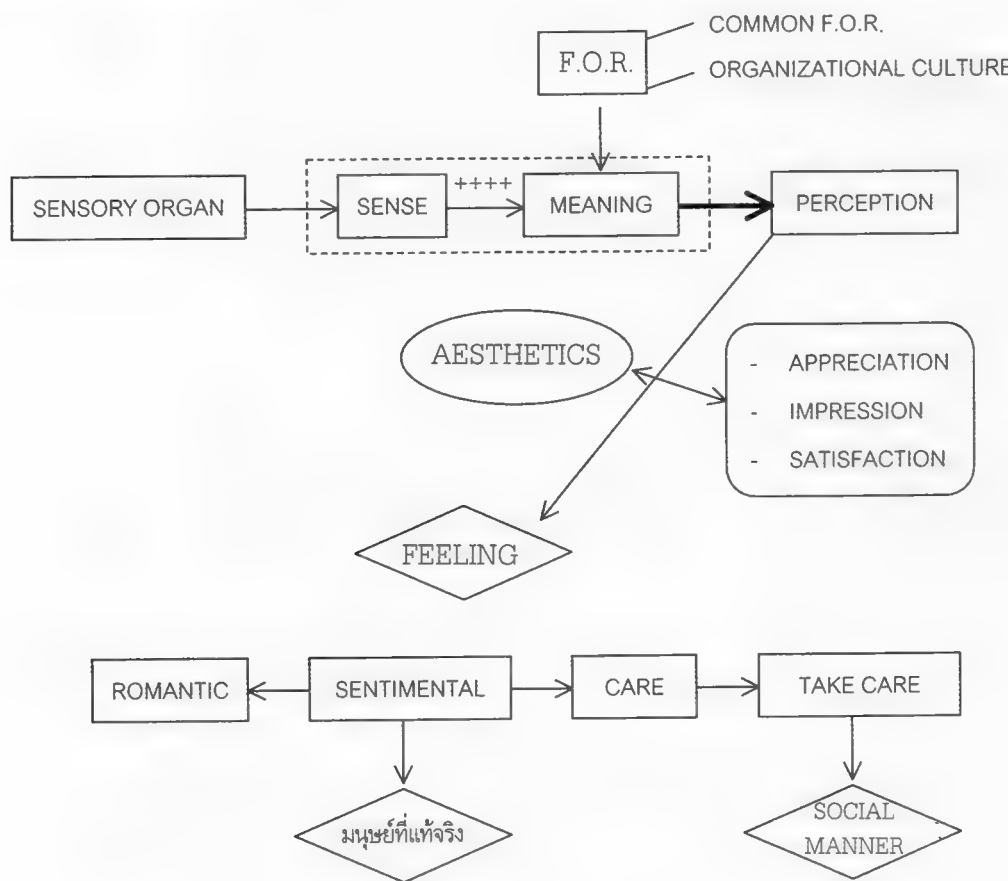 COMMON F.O.R.
F.O.R.
ORGANIZATIONAL CULTURE
SENSORY ORGAN
SENSE
++++
MEANING
PERCEPTION
AESTHETICS
- APPRECIATION
- IMPRESSION
- SATISFACTION
FEELING
ROMANTIC
SENTIMENTAL
CARE
TAKE CARE
มนุษย์ที่แท้จริง
SOCIAL
MANNER